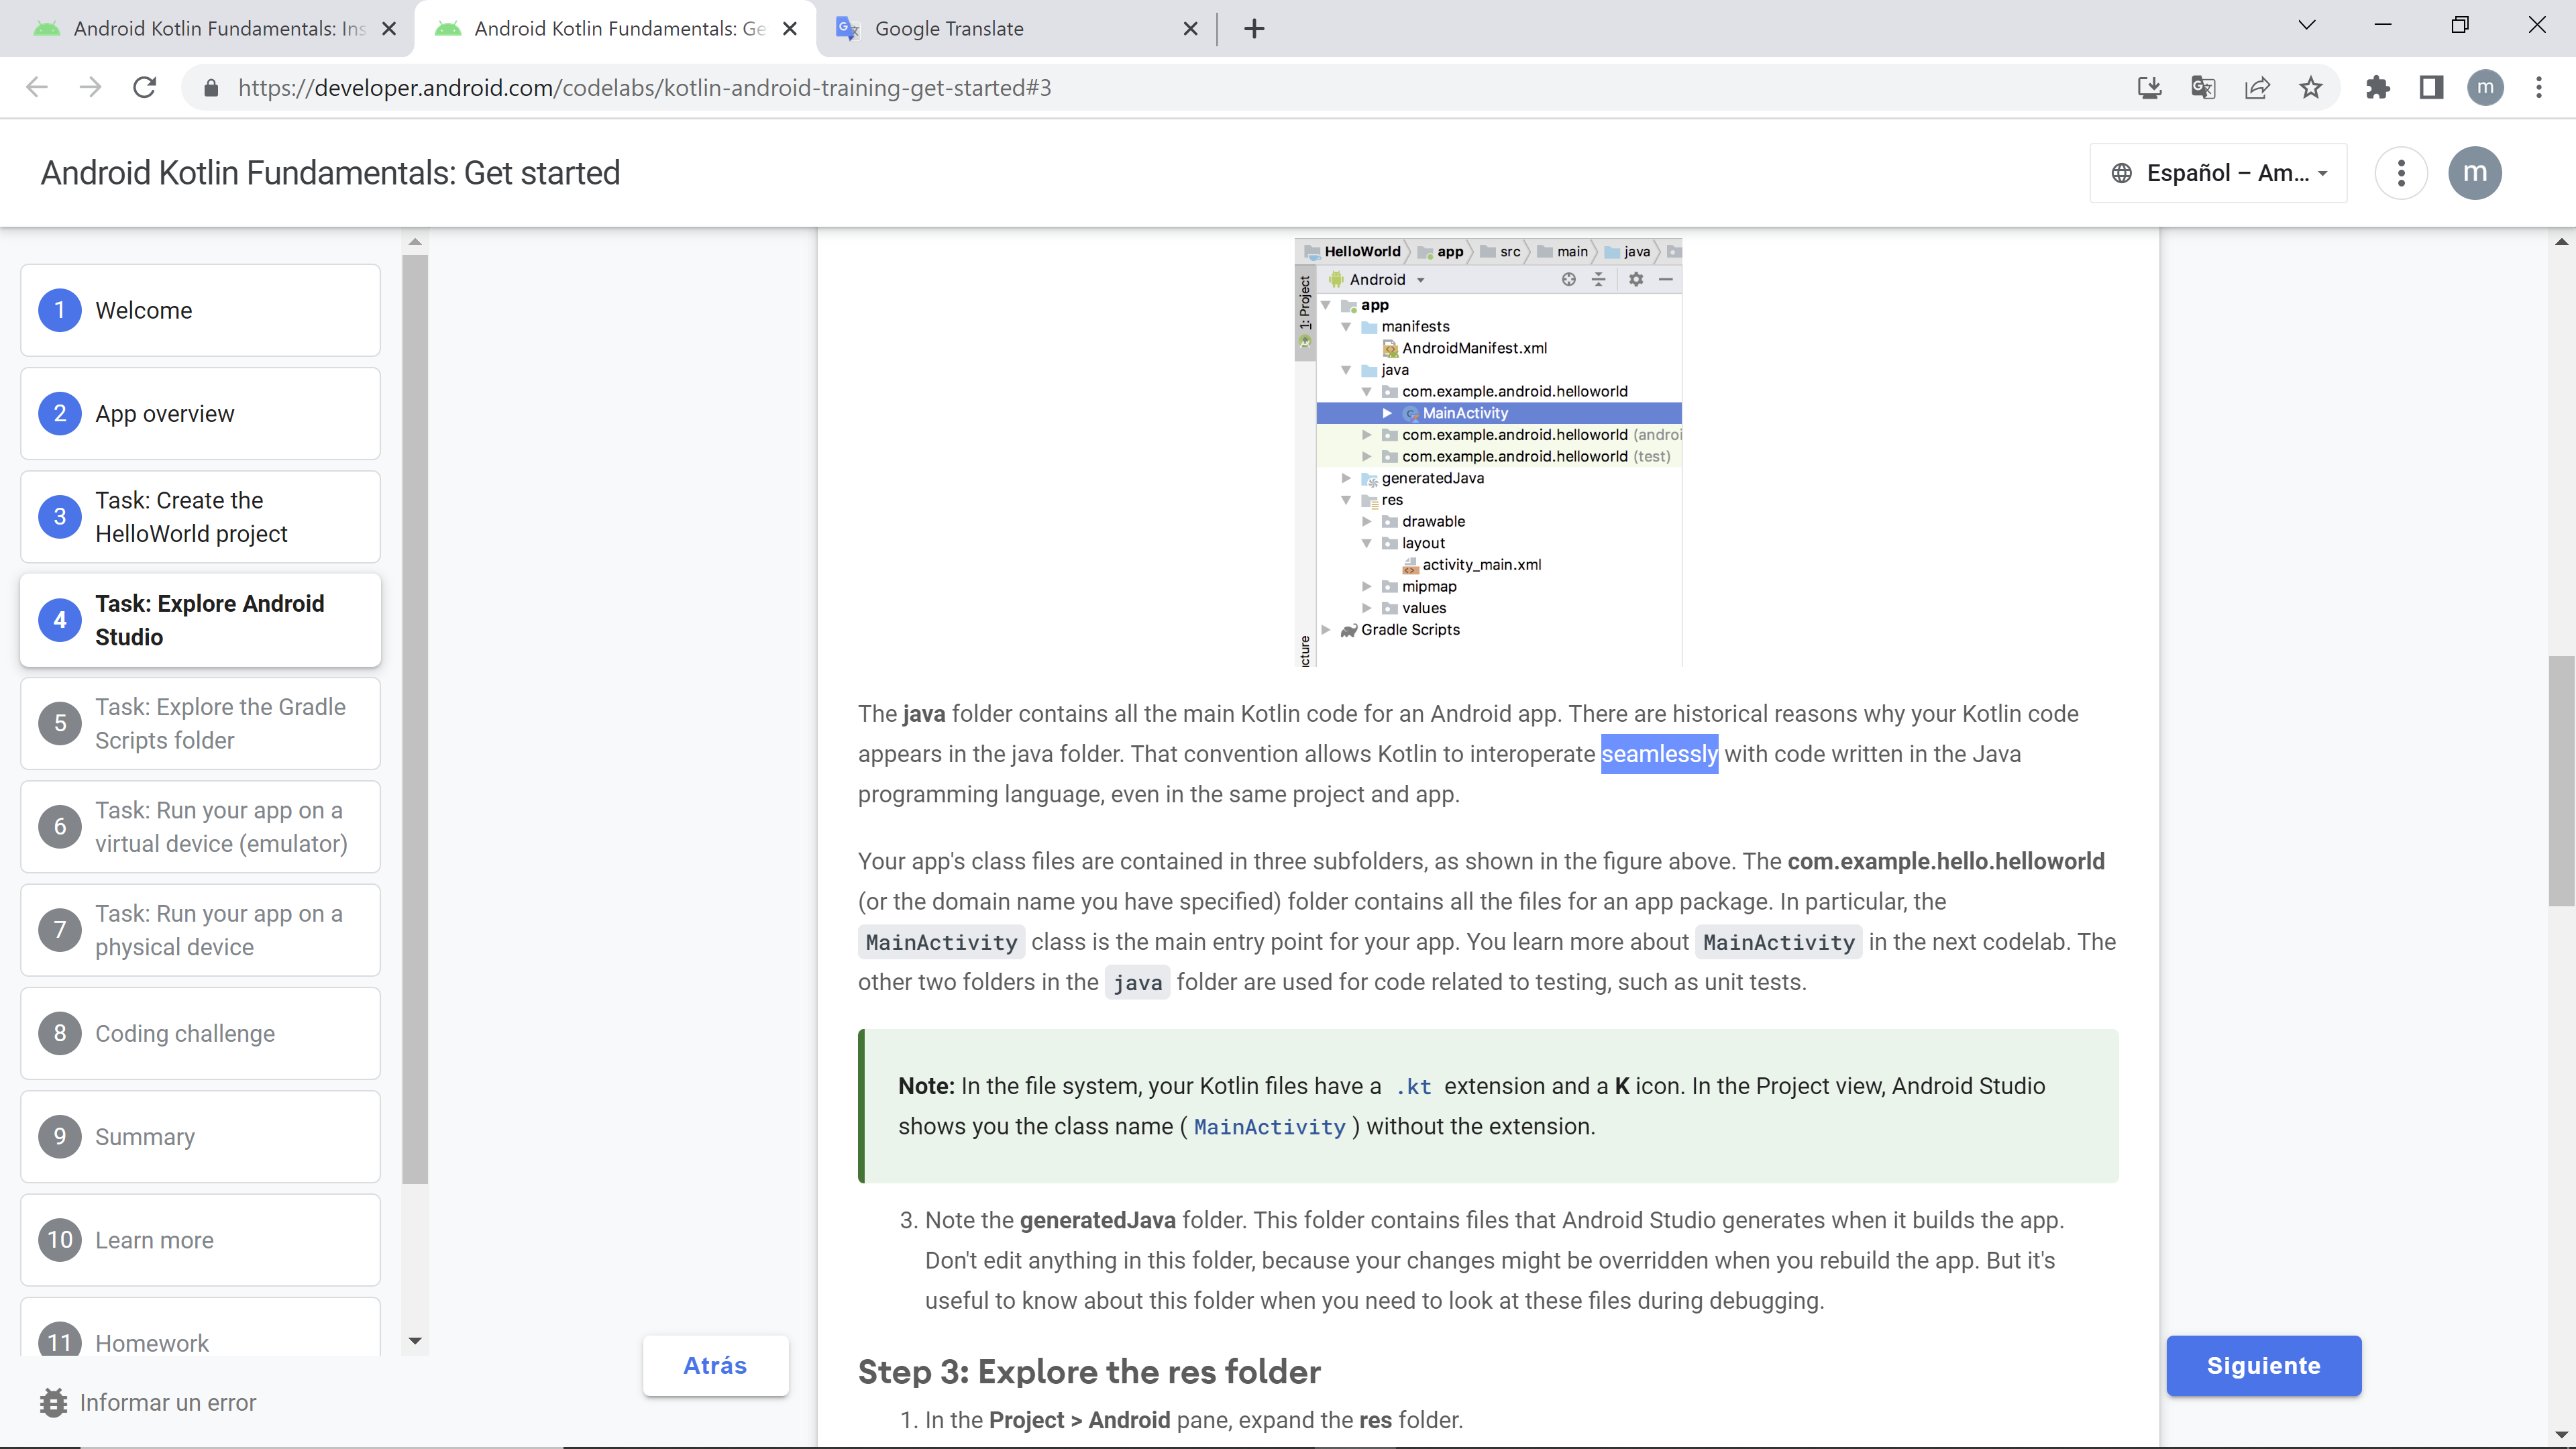 Android Kotlin Fundamentals: Ins
Android Kotlin Fundamentals: Ge
Google Translate
https://developer.android.com/codelabs/kotlin-android-training-get-started#3
m
Android Kotlin Fundamentals: Get started
Español – Am...
m
1 Welcome
2 App overview
3 Task: Create the
HelloWorld project
4 Task: Explore Android
Studio
5 Task: Explore the Gradle
Scripts folder
6 Task: Run your app on a
virtual device (emulator)
7 Task: Run your app on a
physical device
8 Coding challenge
9 Summary
10 Learn more
11 Homework
Informar un error
HelloWorld app src main java
1: Project
Android
app
manifests
AndroidManifest.xml
java
com.example.android.helloworld
MainActivity
com.example.android.helloworld (androi
com.example.android.helloworld (test)
generatedJava
res
drawable
layout
activity_main.xml
mipmap
values
Gradle Scripts
ucture
The java folder contains all the main Kotlin code for an Android app. There are historical reasons why your Kotlin code
appears in the java folder. That convention allows Kotlin to interoperate seamlessly with code written in the Java
programming language, even in the same project and app.
Your app's class files are contained in three subfolders, as shown in the figure above. The com.example.hello.helloworld
(or the domain name you have specified) folder contains all the files for an app package. In particular, the
MainActivity class is the main entry point for your app. You learn more about MainActivity in the next codelab. The
other two folders in the java folder are used for code related to testing, such as unit tests.
Note: In the file system, your Kotlin files have a .kt extension and a K icon. In the Project view, Android Studio
shows you the class name ( MainActivity ) without the extension.
3. Note the generatedJava folder. This folder contains files that Android Studio generates when it builds the app.
Don't edit anything in this folder, because your changes might be overridden when you rebuild the app. But it's
useful to know about this folder when you need to look at these files during debugging.
Step 3: Explore the res folder
1. In the Project > Android pane, expand the res folder.
Atrás
Siguiente